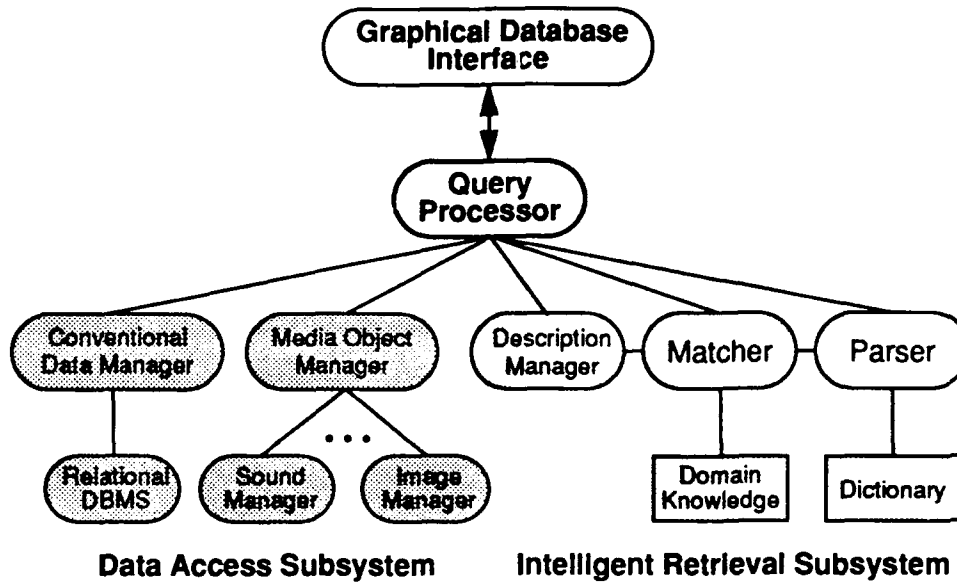 Graphical Database
Interface
Query
Processor
Conventional
Data Manager
Media Object
Manager
Description
Manager
Matcher
Parser
• • •
Relational
DBMS
Sound
Manager
Image
Manager
Domain
Knowledge
Dictionary
Data Access Subsystem
Intelligent Retrieval Subsystem